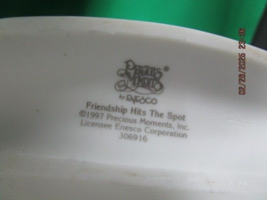 Precious
Moments ®
by ENESCO
Friendship Hits The Spot
©1997 Precious Moments, Inc.
Licensee Enesco Corporation
306916